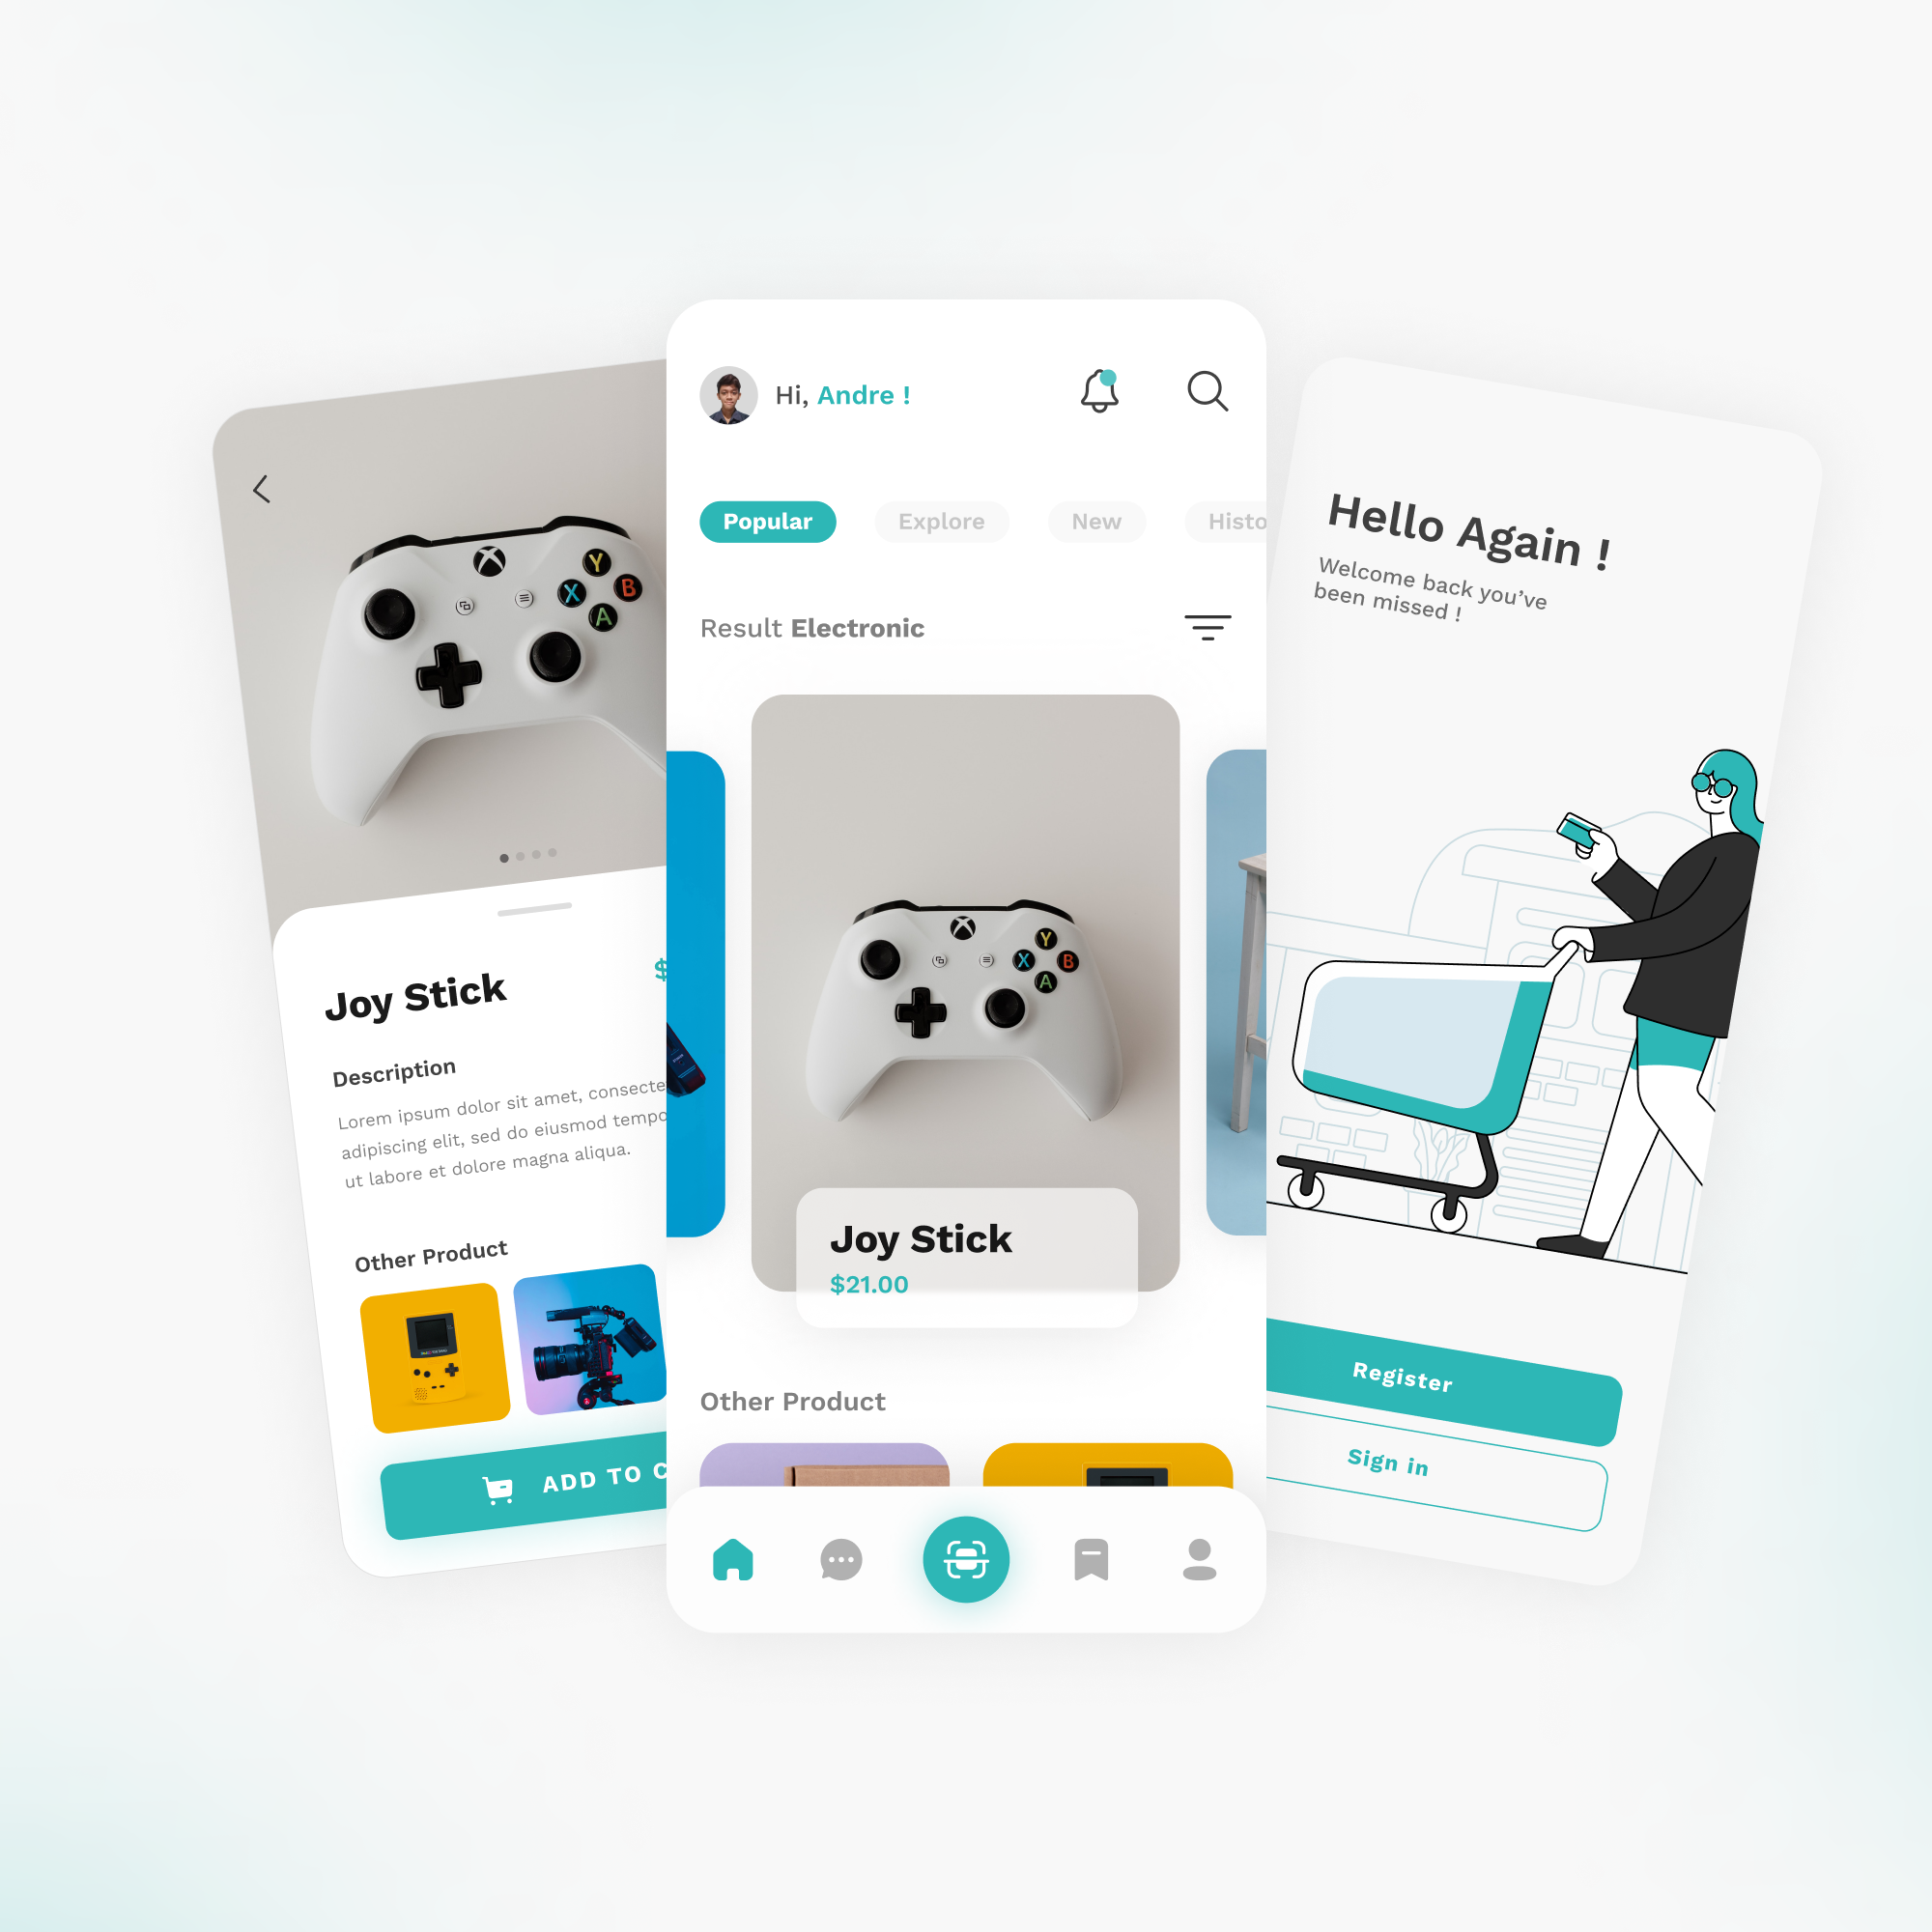 Joy Stick
$
Description
Lorem ipsum dolor sit amet, consecte
adipiscing elit, sed do eiusmod tempo
ut labore et dolore magna aliqua.
Other Product
ADD TO C
Hi, Andre !
Popular
Explore
New
Histo
Result Electronic
Y
X
B
A
Joy Stick
$21.00
Other Product
Hello Again !
Welcome back you’ve
been missed !
Register
Sign in
Y
X
B
A